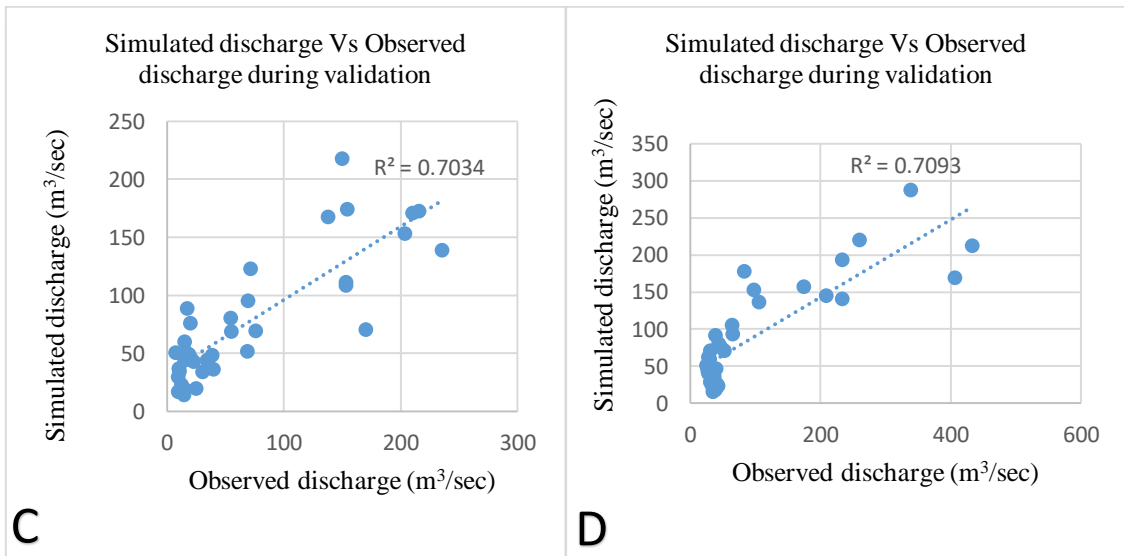 Simulated discharge Vs Observed
discharge during validation
Simulated discharge (m³/sec)
250
200
150
100
50
0
R² = 0.7034
0 100 200 300
Observed discharge (m³/sec)
C
Simulated discharge Vs Observed
discharge during validation
Simulated discharge (m³/sec)
350
300
250
200
150
100
50
0
R² = 0.7093
0 200 400 600
Observed discharge (m³/sec)
D